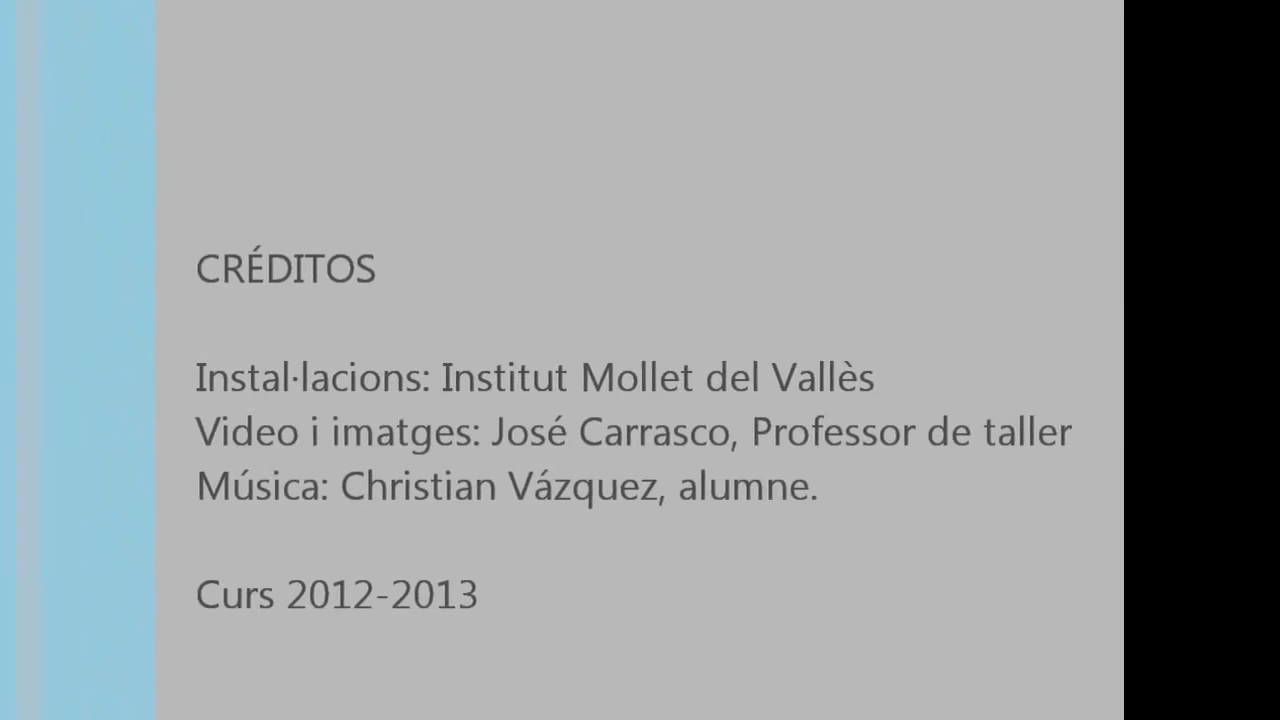 CRÉDITOS
Instal·lacions: Institut Mollet del Vallès
Video i imatges: José Carrasco, Professor de taller
Música: Christian Vázquez, alumne.
Curs 2012-2013